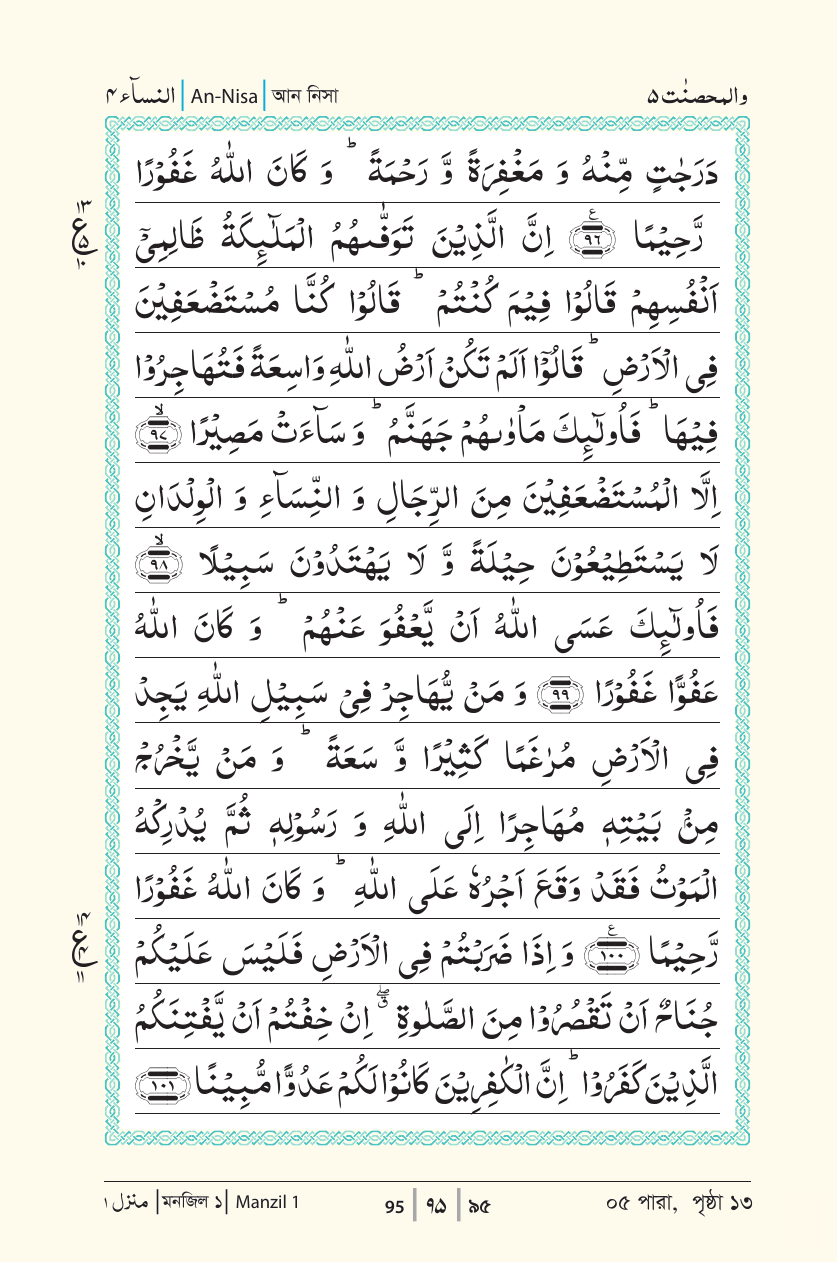 النسآء ۴ | An-Nisa | আন নিসা والمحصنٰت ۵
دَرَجٰتٍ مِّنْهُ وَ مَغْفِرَةً وَّ رَحْمَةً ؕ وَ كَانَ اللّٰهُ غَفُوْرًا
رَّحِيْمًا ۹۶ ع اِنَّ الَّذِيْنَ تَوَفّٰىهُمُ الْمَلٰٓىِٕكَةُ ظَالِمِيْۤ
۱۳ ع ۵ ۱۰
اَنْفُسِهِمْ قَالُوْا فِيْمَ كُنْتُمْ ؕ قَالُوْا كُنَّا مُسْتَضْعَفِيْنَ
فِي الْاَرْضِ ؕ قَالُوْۤا اَلَمْ تَكُنْ اَرْضُ اللّٰهِ وَاسِعَةً فَتُهَاجِرُوْا
فِيْهَا ؕ فَاُولٰٓىِٕكَ مَاْوٰىهُمْ جَهَنَّمُ ؕ وَ سَآءَتْ مَصِيْرًا ۹۷ ۙ
اِلَّا الْمُسْتَضْعَفِيْنَ مِنَ الرِّجَالِ وَ النِّسَآءِ وَ الْوِلْدَانِ
لَا يَسْتَطِيْعُوْنَ حِيْلَةً وَّ لَا يَهْتَدُوْنَ سَبِيْلًا ۹۸ ۙ
فَاُولٰٓىِٕكَ عَسَى اللّٰهُ اَنْ يَّعْفُوَ عَنْهُمْ ؕ وَ كَانَ اللّٰهُ
عَفُوًّا غَفُوْرًا ۹۹ وَ مَنْ يُّهَاجِرْ فِيْ سَبِيْلِ اللّٰهِ يَجِدْ
فِي الْاَرْضِ مُرٰغَمًا كَثِيْرًا وَّ سَعَةً ؕ وَ مَنْ يَّخْرُجْ
مِنْۢ بَيْتِهٖ مُهَاجِرًا اِلَى اللّٰهِ وَ رَسُوْلِهٖ ثُمَّ يُدْرِكْهُ
الْمَوْتُ فَقَدْ وَقَعَ اَجْرُهٗ عَلَى اللّٰهِ ؕ وَ كَانَ اللّٰهُ غَفُوْرًا
رَّحِيْمًا ۱۰۰ ع وَ اِذَا ضَرَبْتُمْ فِي الْاَرْضِ فَلَيْسَ عَلَيْكُمْ
۱۴ ع ۴ ۱۱
جُنَاحٌ اَنْ تَقْصُرُوْا مِنَ الصَّلٰوةِ ۖۗ اِنْ خِفْتُمْ اَنْ يَّفْتِنَكُمُ
الَّذِيْنَ كَفَرُوْا ؕ اِنَّ الْكٰفِرِيْنَ كَانُوْا لَكُمْ عَدُوًّا مُّبِيْنًا ۱۰۱
منزل ۱ | মনজিল ১ | Manzil 1 95 | ۹۵ | ৯৫ ০৫ পারা, পৃষ্ঠা ১৩